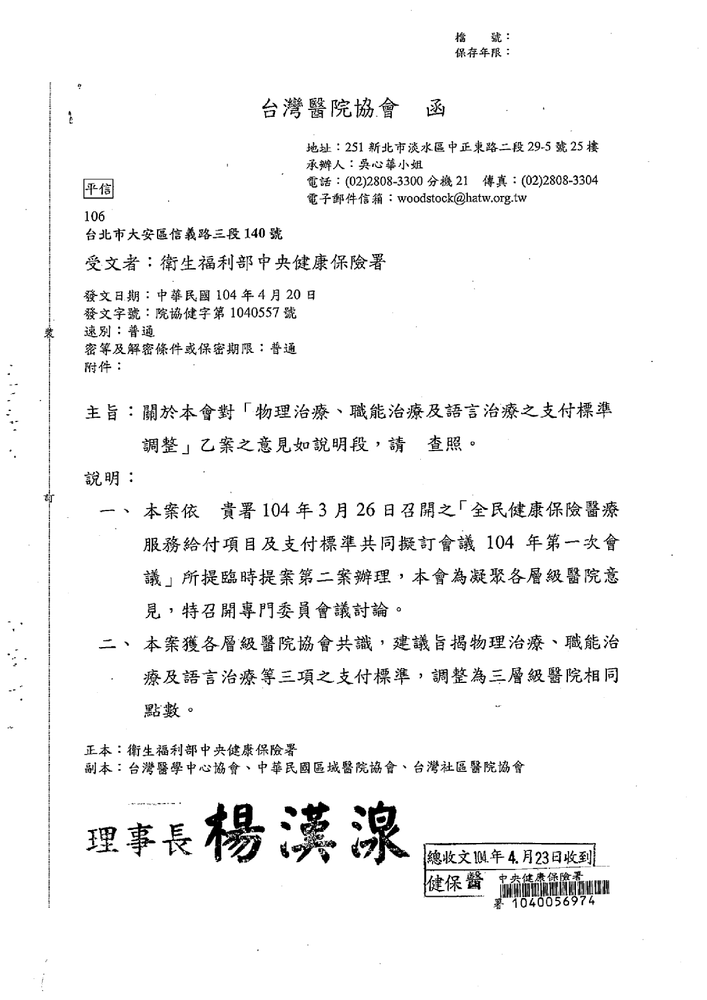 檔　　號：
保存年限：
台灣醫院協會　函
地址：251 新北市淡水區中正東路二段 29-5 號 25 樓
承辦人：吳心華小姐
電話：(02)2808-3300 分機 21　傳真：(02)2808-3304
電子郵件信箱：woodstock@hatw.org.tw
平信
106
台北市大安區信義路三段 140 號
受文者：衛生福利部中央健康保險署
發文日期：中華民國 104 年 4 月 20 日
發文字號：院協健字第 1040557 號
速別：普通
密等及解密條件或保密期限：普通
附件：
裝
訂
主旨：關於本會對「物理治療、職能治療及語言治療之支付標準
調整」乙案之意見如說明段，請　查照。
說明：
一、本案依　貴署 104 年 3 月 26 日召開之「全民健康保險醫療
服務給付項目及支付標準共同擬訂會議 104 年第一次會
議」所提臨時提案第二案辦理，本會為凝聚各層級醫院意
見，特召開專門委員會議討論。
二、本案獲各層級醫院協會共識，建議旨揭物理治療、職能治
療及語言治療等三項之支付標準，調整為三層級醫院相同
點數。
正本：衛生福利部中央健康保險署
副本：台灣醫學中心協會、中華民國區域醫院協會、台灣社區醫院協會
理事長 楊漢湶
總收文104.年 4.月23日收到
健保醫
中央健康保險署
署 1040056974